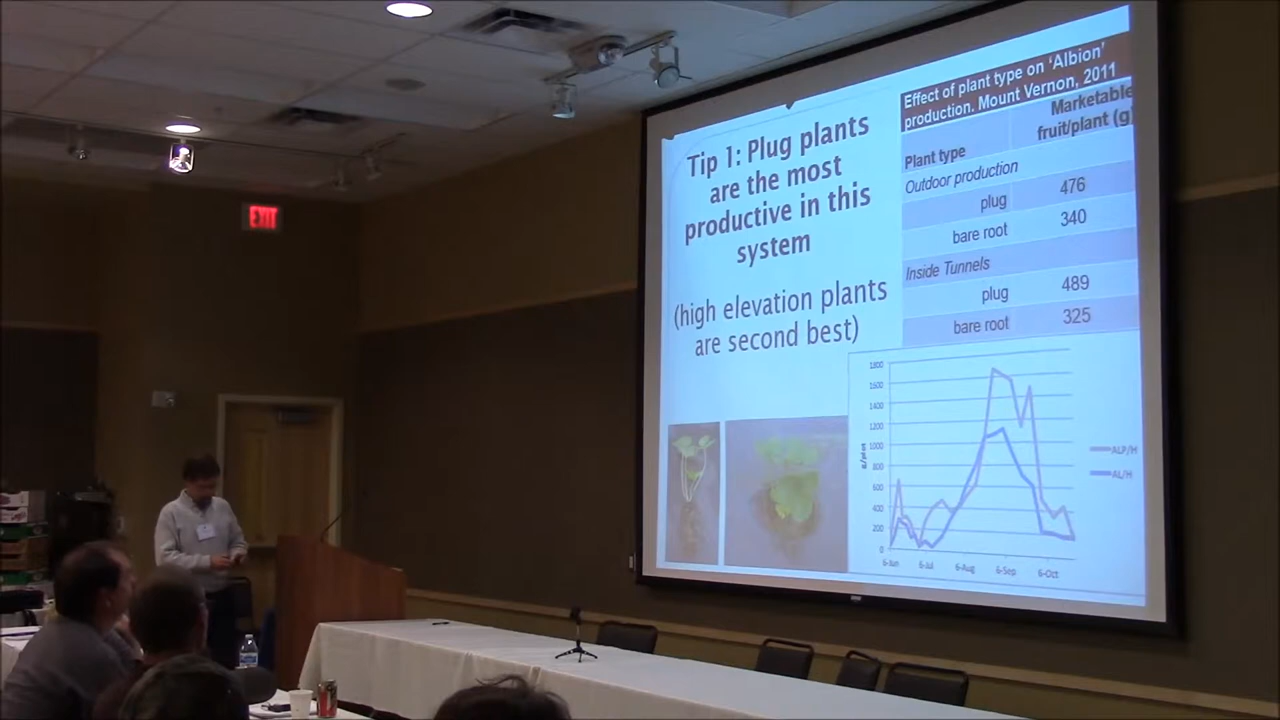 EXIT
Tip 1: Plug plants
are the most
productive in this
system
(high elevation plants
are second best)
Effect of plant type on 'Albion'
production. Mount Vernon, 2011
Marketable
fruit/plant (g)
Plant type
Outdoor production
plug 476
bare root 340
Inside Tunnels
plug 489
bare root 325
1800
1600
1400
1200
1000
800
600
400
200
0
g/plot
6-Jun 6-Jul 6-Aug 6-Sep 6-Oct
ALP/H
AL/H